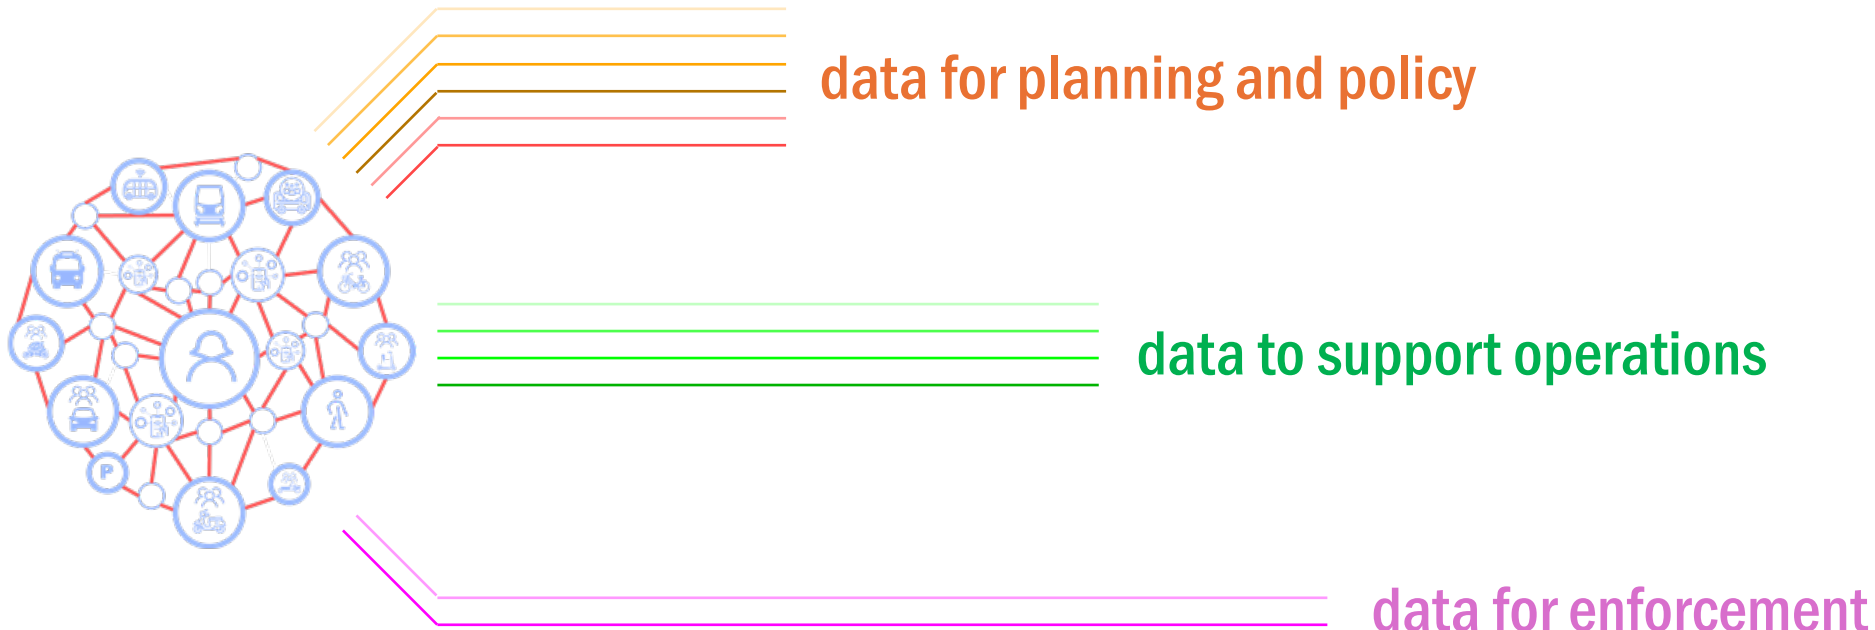 data for planning and policy
data to support operations
P
data for enforcement